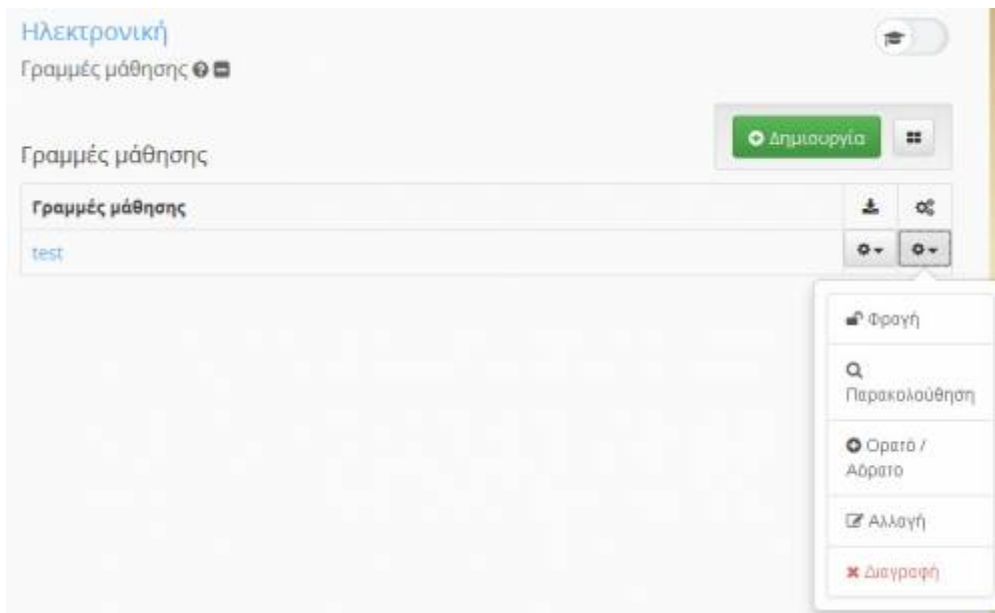 Ηλεκτρονική
Γραμμές μάθησης
Γραμμές μάθησης
Δημιουργία
Γραμμές μάθησης
test
Φραγή
Παρακολούθηση
Ορατό /
Αόρατο
Αλλαγή
Διαγραφή